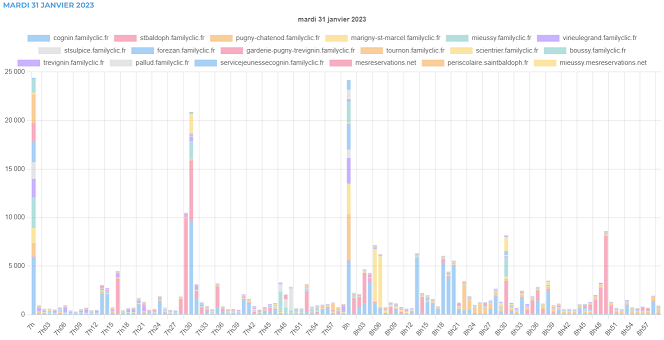 MARDI 31 JANVIER 2023
mardi 31 janvier 2023
cognin.familyclic.fr stbaldoph.familyclic.fr pugny-chatenod.familyclic.fr marigny-st-marcel.familyclic.fr mieussy.familyclic.fr vineulegrand.familyclic.fr
stsulpice.familyclic.fr forezan.familyclic.fr garderie-pugny-trevignin.familyclic.fr tournon.familyclic.fr scientrier.familyclic.fr boussy.familyclic.fr
trevignin.familyclic.fr pallud.familyclic.fr servicejeunessecognin.familyclic.fr mesreservations.net periscolaire.saintbaldoph.fr mieussy.mesreservations.net
25 000
20 000
15 000
10 000
5 000
0
7h 7h03 7h06 7h09 7h12 7h15 7h18 7h21 7h24 7h27 7h30 7h33 7h36 7h39 7h42 7h45 7h48 7h51 7h54 7h57 8h 8h03 8h06 8h09 8h12 8h15 8h18 8h21 8h24 8h27 8h30 8h33 8h36 8h39 8h42 8h45 8h48 8h51 8h54 8h57